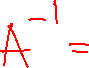 A⁻¹ =